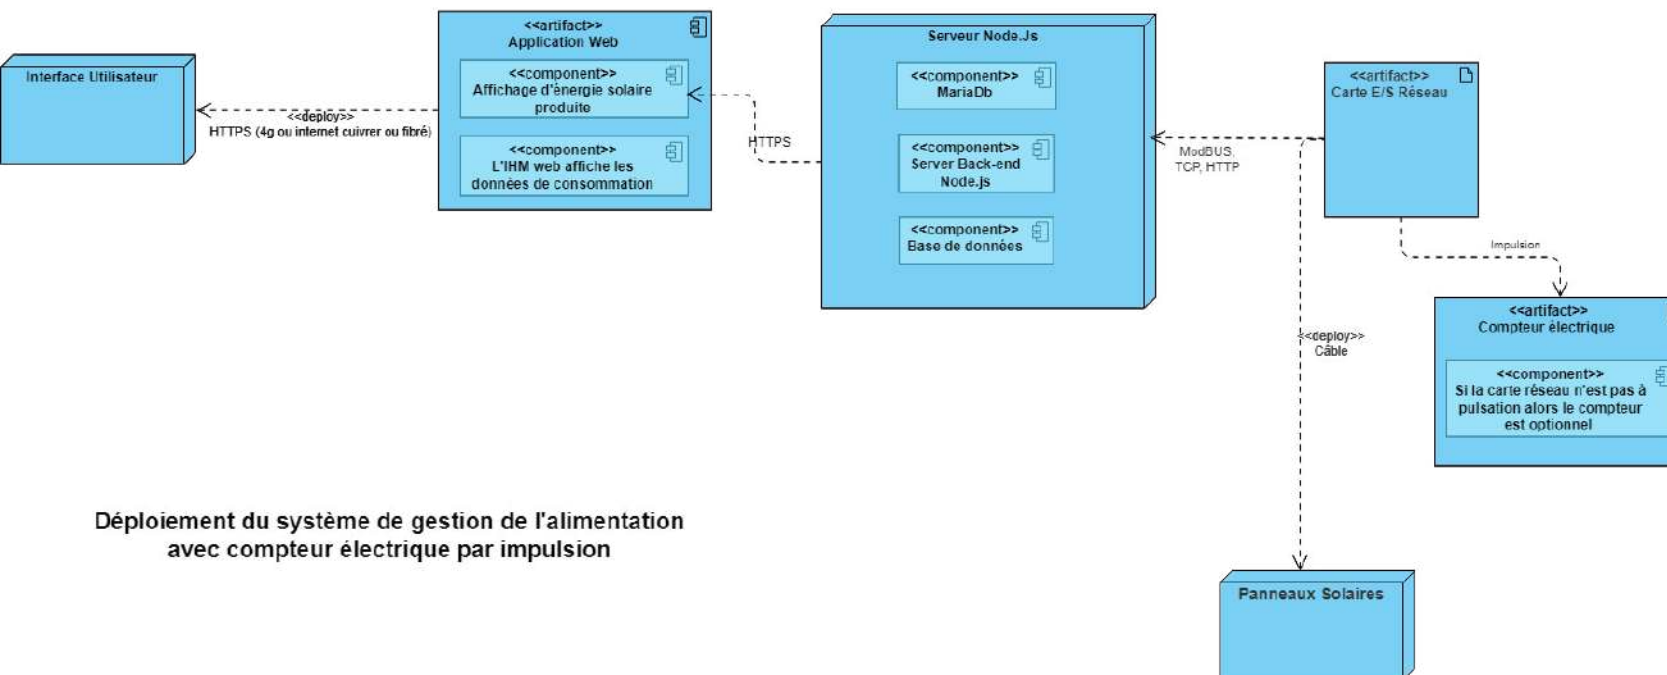 Interface Utilisateur
<<deploy>>
HTTPS (4g ou internet cuivrer ou fibré)
<<artifact>>
Application Web
<<component>>
Affichage d'énergie solaire
produite
<<component>>
L'IHM web affiche les
données de consommation
HTTPS
Serveur Node.Js
<<component>>
MariaDb
<<component>>
Server Back-end
Node.js
<<component>>
Base de données
ModBUS,
TCP, HTTP
<<artifact>>
Carte E/S Réseau
Impulsion
<<artifact>>
Compteur électrique
<<component>>
Si la carte réseau n'est pas à
pulsation alors le compteur
est optionnel
<<deploy>>
Câble
Déploiement du système de gestion de l'alimentation
avec compteur électrique par impulsion
Panneaux Solaires